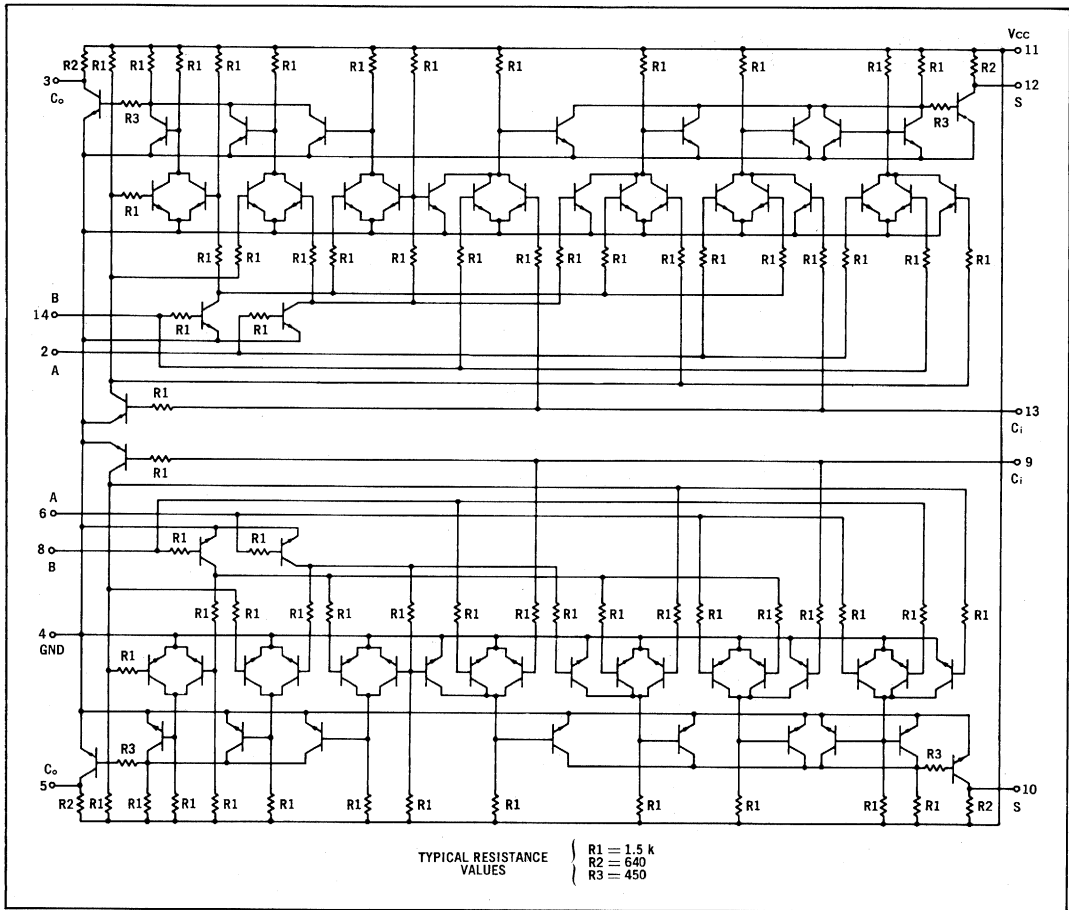 Vcc
R2 R1 R1 R1 R1 R1 R1 R1 R1 R1 R1 R1 R1 R2 11
3
Co
R3 R3
12
S
R1
R1 R1 R1 R1 R1 R1 R1 R1 R1 R1 R1 R1 R1 R1 R1
B
14
R1 R1
2
A
R1
13
Ci
R1
9
Ci
A
6
R1 R1
8
B
R1 R1 R1 R1 R1 R1 R1 R1 R1 R1 R1 R1 R1 R1 R1
4
GND
R1
R3 R3
Co
5
10
S
R2 R1 R1 R1 R1 R1 R1 R1 R1 R1 R1 R1 R1 R2
TYPICAL RESISTANCE
VALUES
R1 = 1.5 k
R2 = 640
R3 = 450